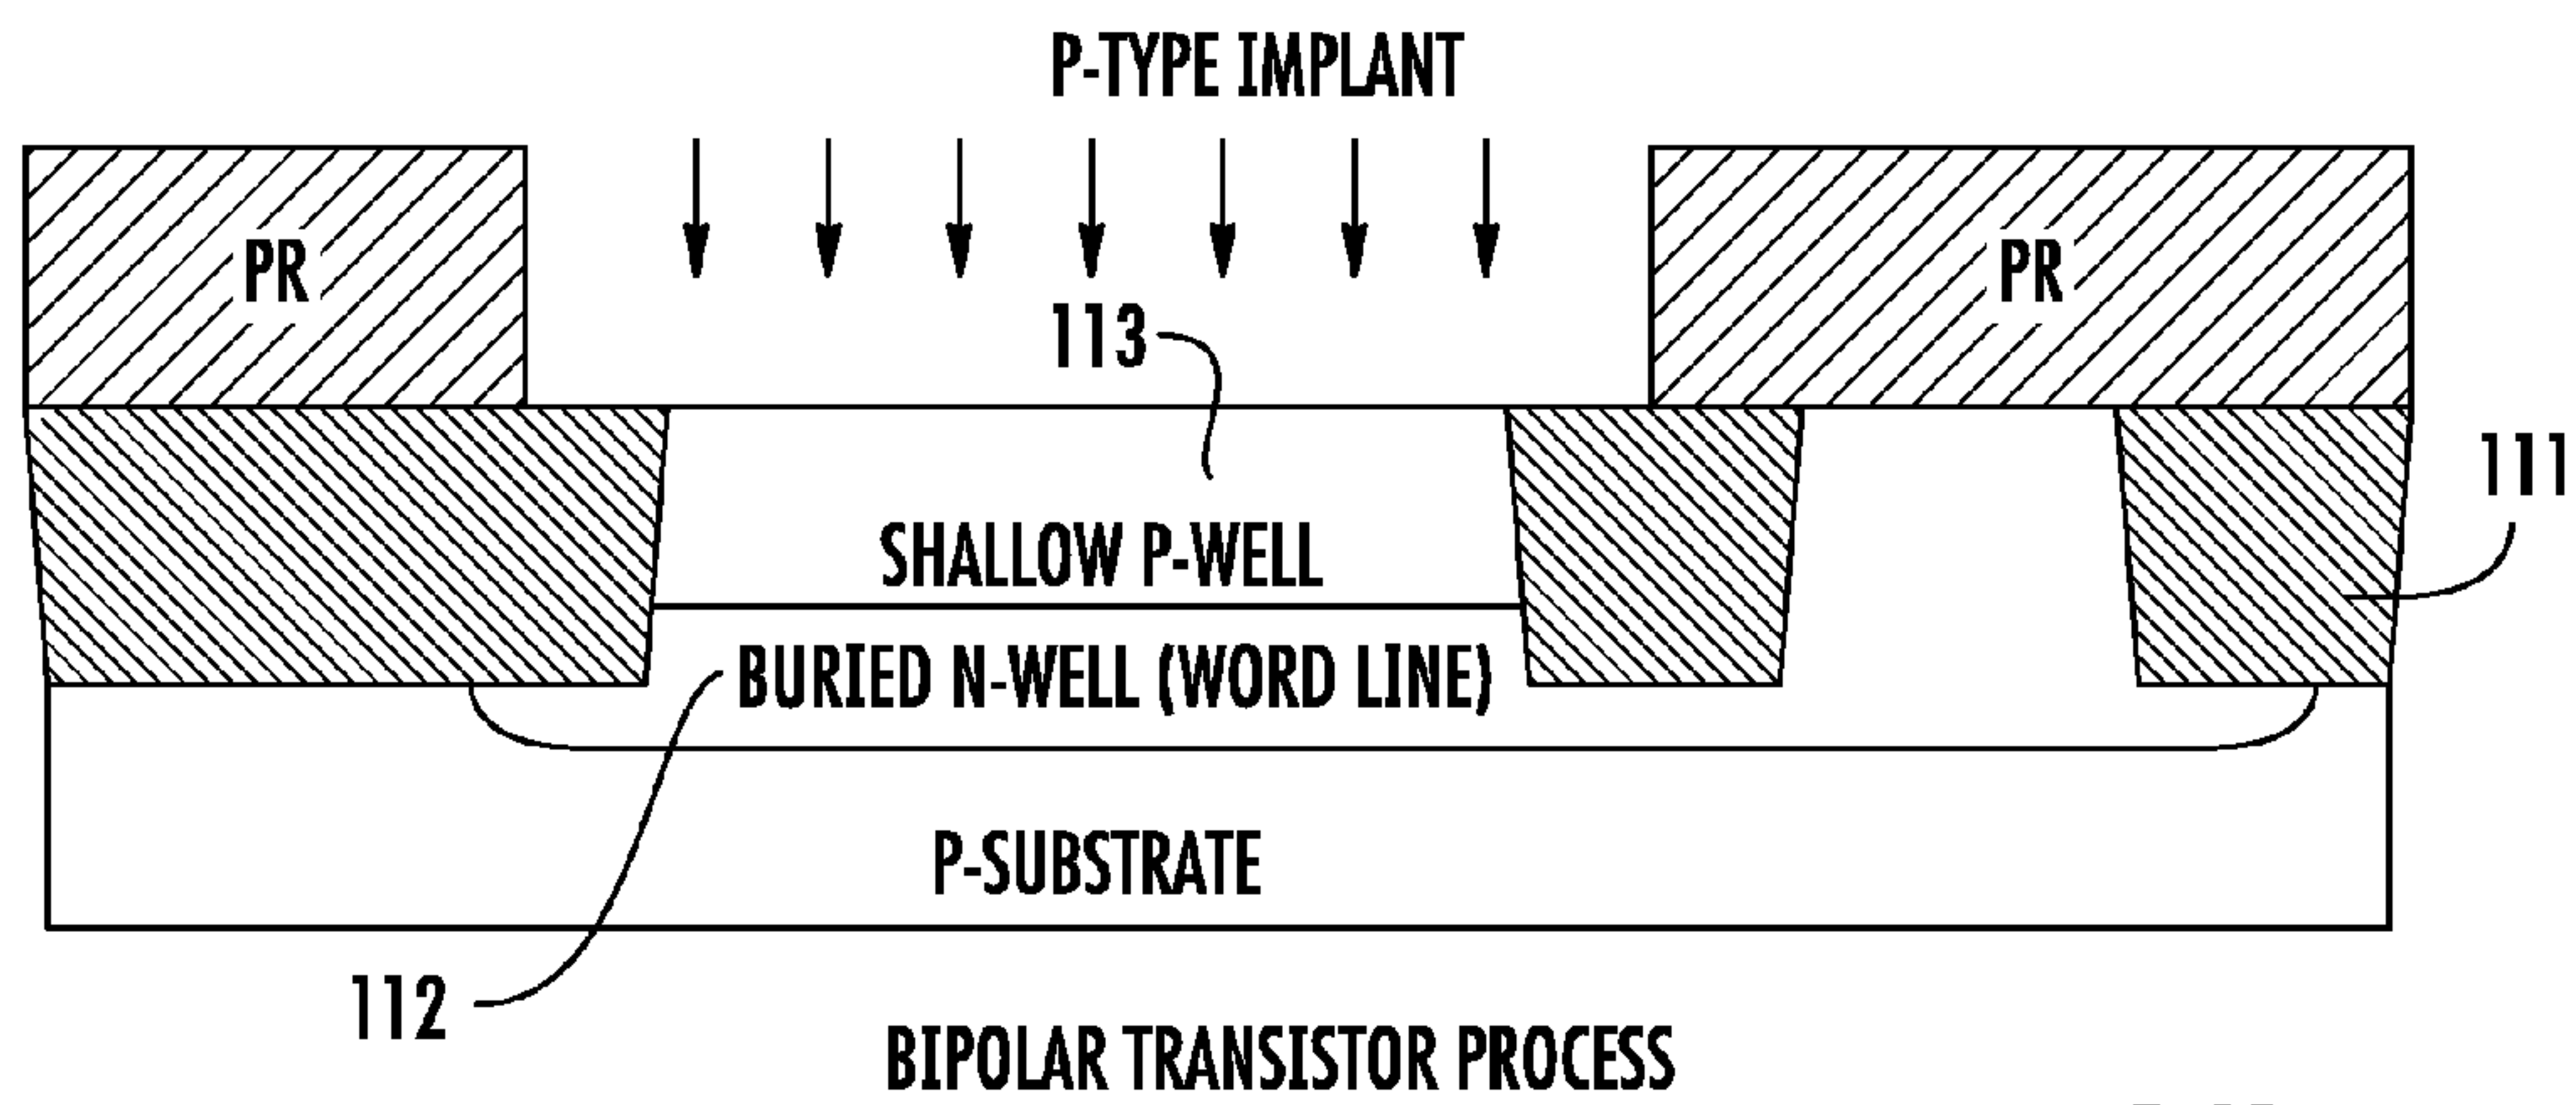 P-TYPE IMPLANT
PR
PR
113
111
SHALLOW P-WELL
BURIED N-WELL (WORD LINE)
P-SUBSTRATE
112
BIPOLAR TRANSISTOR PROCESS